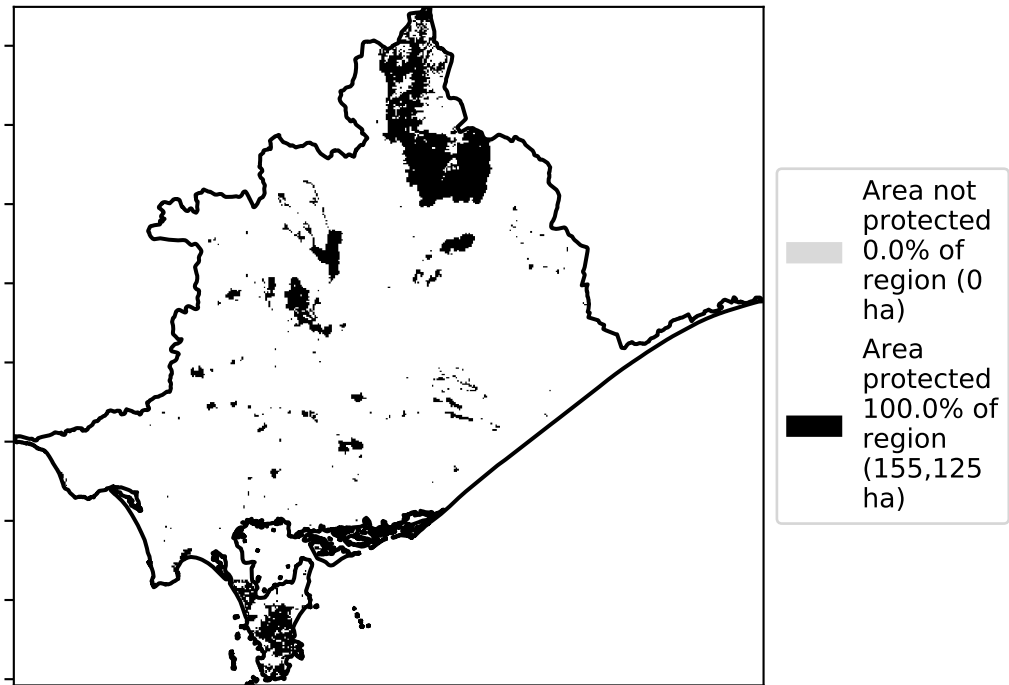 Area not
protected
0.0% of
region (0
ha)
Area
protected
100.0% of
region
(155,125
ha)